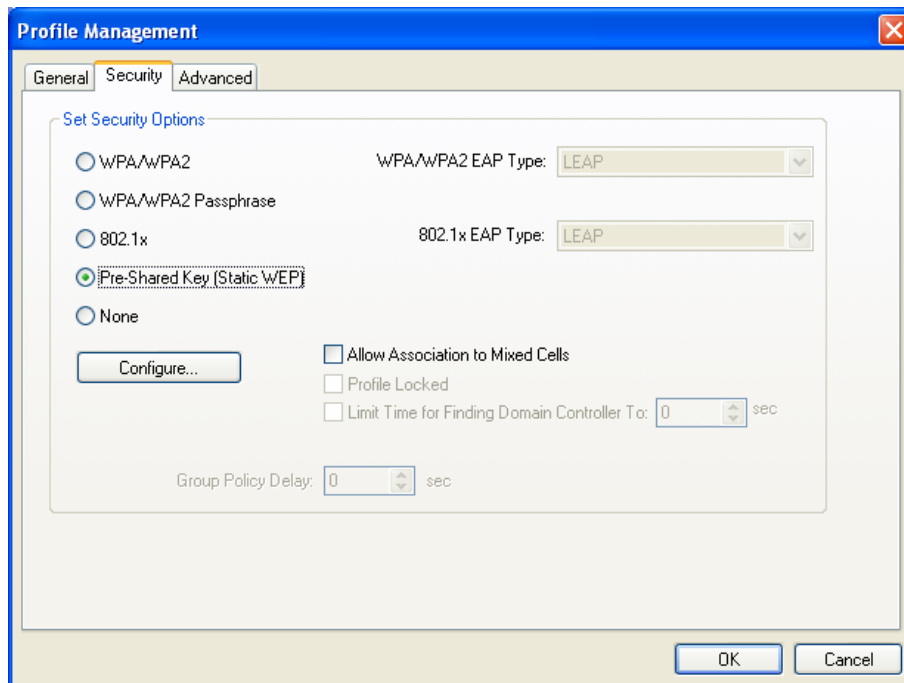 Profile Management
General Security Advanced
Set Security Options
WPA/WPA2 WPA/WPA2 EAP Type: LEAP
WPA/WPA2 Passphrase
802.1x 802.1x EAP Type: LEAP
Pre-Shared Key (Static WEP)
None
Configure... Allow Association to Mixed Cells
Profile Locked
Limit Time for Finding Domain Controller To: 0 sec
Group Policy Delay: 0 sec
OK Cancel